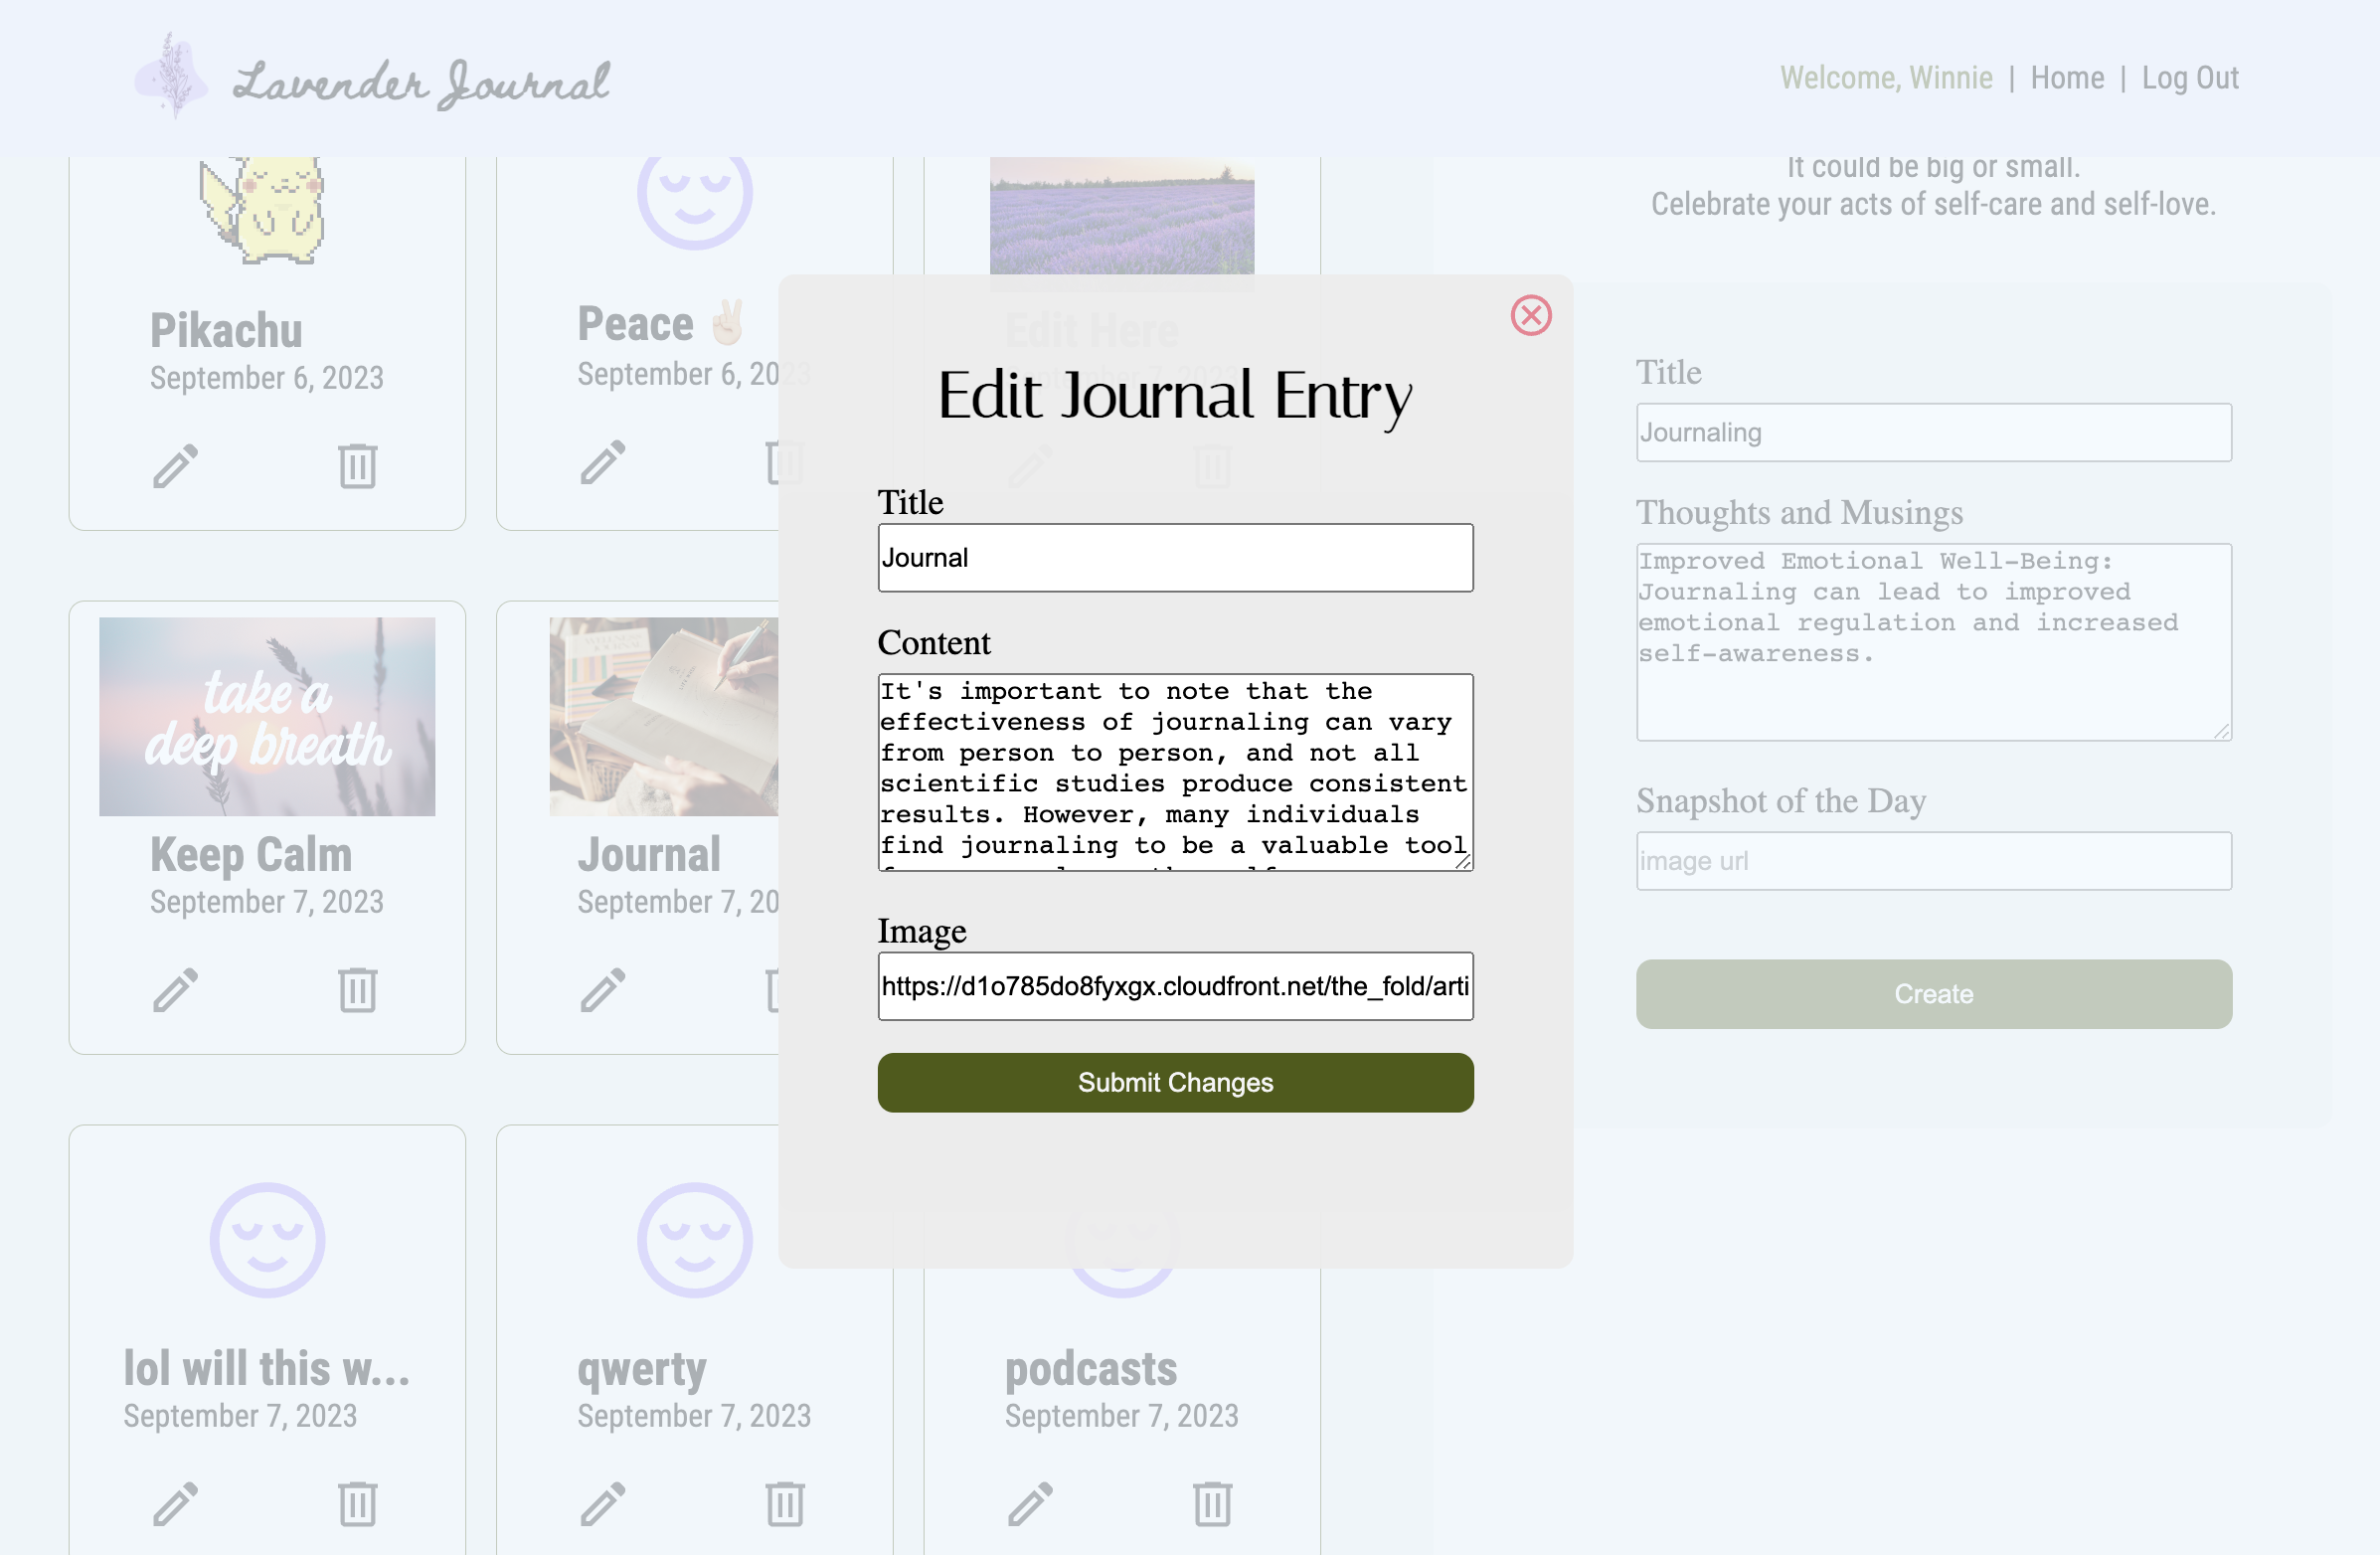 Lavender Journal
Welcome, Winnie | Home | Log Out
It could be big or small.
Celebrate your acts of self-care and self-love.
Pikachu
September 6, 2023
Peace ✌🏻
September 6, 2023
Edit Here
September 7, 2023
Edit Journal Entry
Title
Journal
Content
It's important to note that the
effectiveness of journaling can vary
from person to person, and not all
scientific studies produce consistent
results. However, many individuals
find journaling to be a valuable tool
Image
https://d1o785do8fyxgx.cloudfront.net/the_fold/arti
Submit Changes
Title
Journaling
Thoughts and Musings
Improved Emotional Well-Being:
Journaling can lead to improved
emotional regulation and increased
self-awareness.
Snapshot of the Day
image url
Create
take a
deep breath
Keep Calm
September 7, 2023
Journal
September 7, 20
lol will this w...
September 7, 2023
qwerty
September 7, 2023
podcasts
September 7, 2023